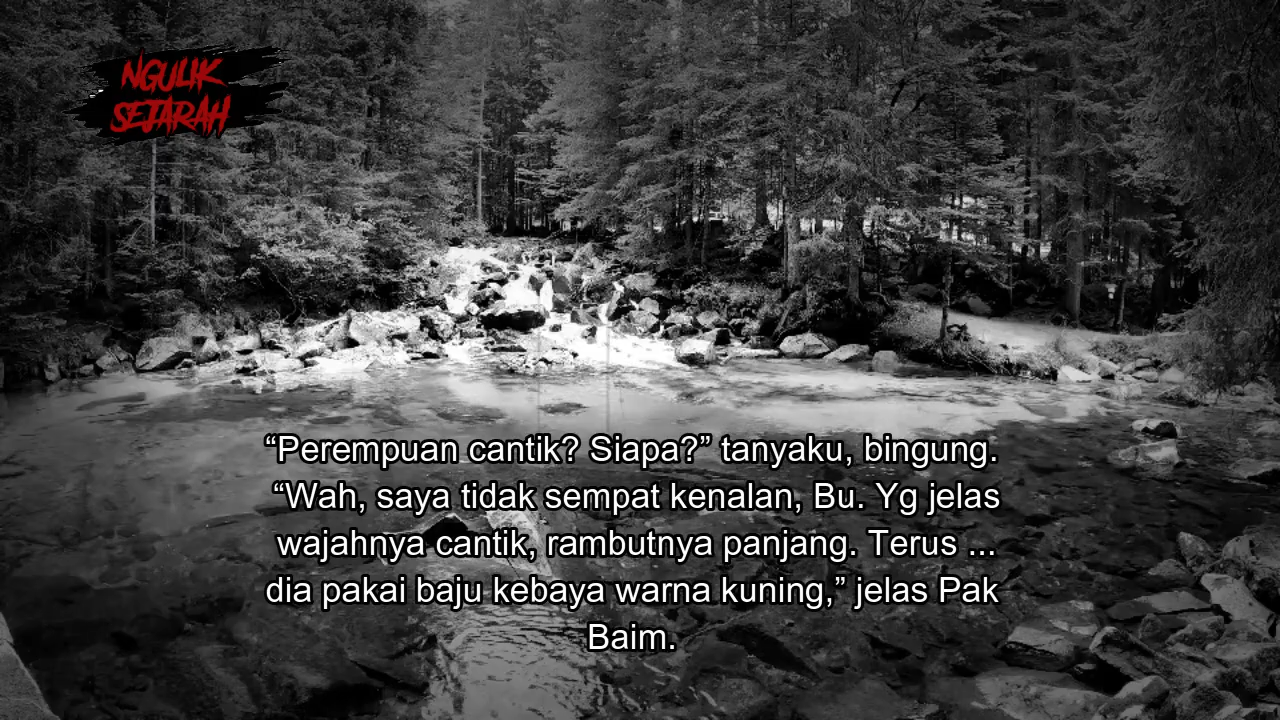 NGULIK
SEJARAH
“Perempuan cantik? Siapa?” tanyaku, bingung.
“Wah, saya tidak sempat kenalan, Bu. Yg jelas
wajahnya cantik, rambutnya panjang. Terus ...
dia pakai baju kebaya warna kuning,” jelas Pak
Baim.